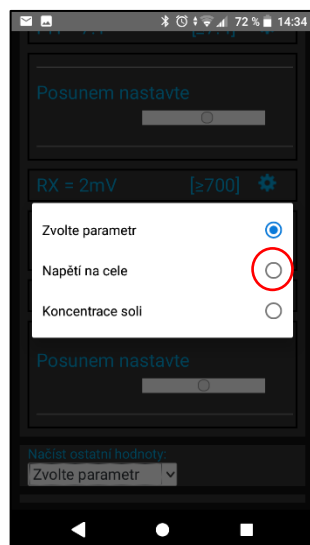 72 % 14:34
Posunem nastavte
RX = 2mV [≥700]
Zvolte parametr
Napětí na cele
Koncentrace soli
Posunem nastavte
Načíst ostatní hodnoty:
Zvolte parametr